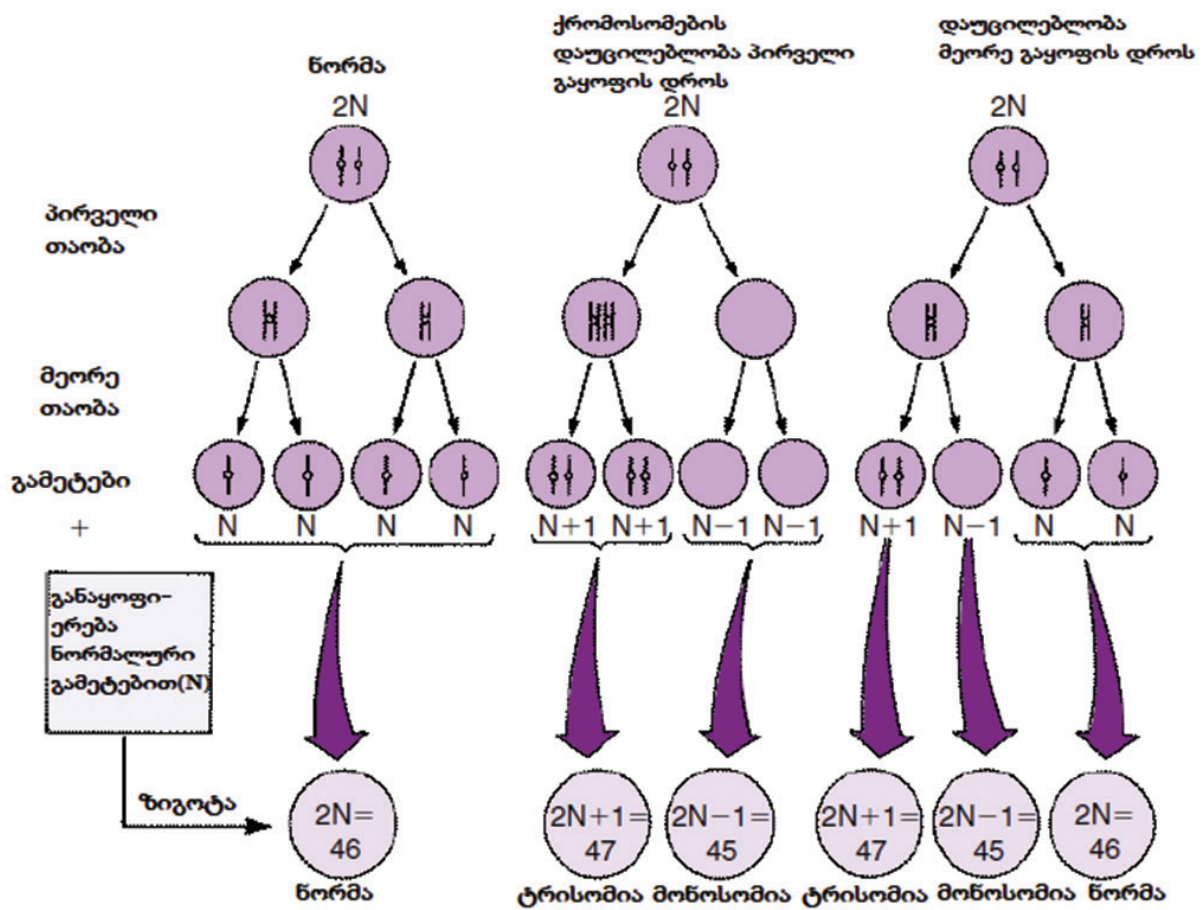 ნორმა
2N
ქრომოსომების
დაუცილებლობა პირველი
გაყოფის დროს
2N
დაუცილებლობა
მეორე გაყოფის დროს
2N
პირველი
თაობა
მეორე
თაობა
გამეტები
+
N N N N
N+1 N+1 N−1 N−1
N+1 N−1 N N
განაყოფი-
ერება
ნორმალური
გამეტებით(N)
ზიგოტა
2N=
46
ნორმა
2N+1=
47
ტრისომია
2N−1=
45
მონოსომია
2N+1=
47
ტრისომია
2N−1=
45
მონოსომია
2N=
46
ნორმა